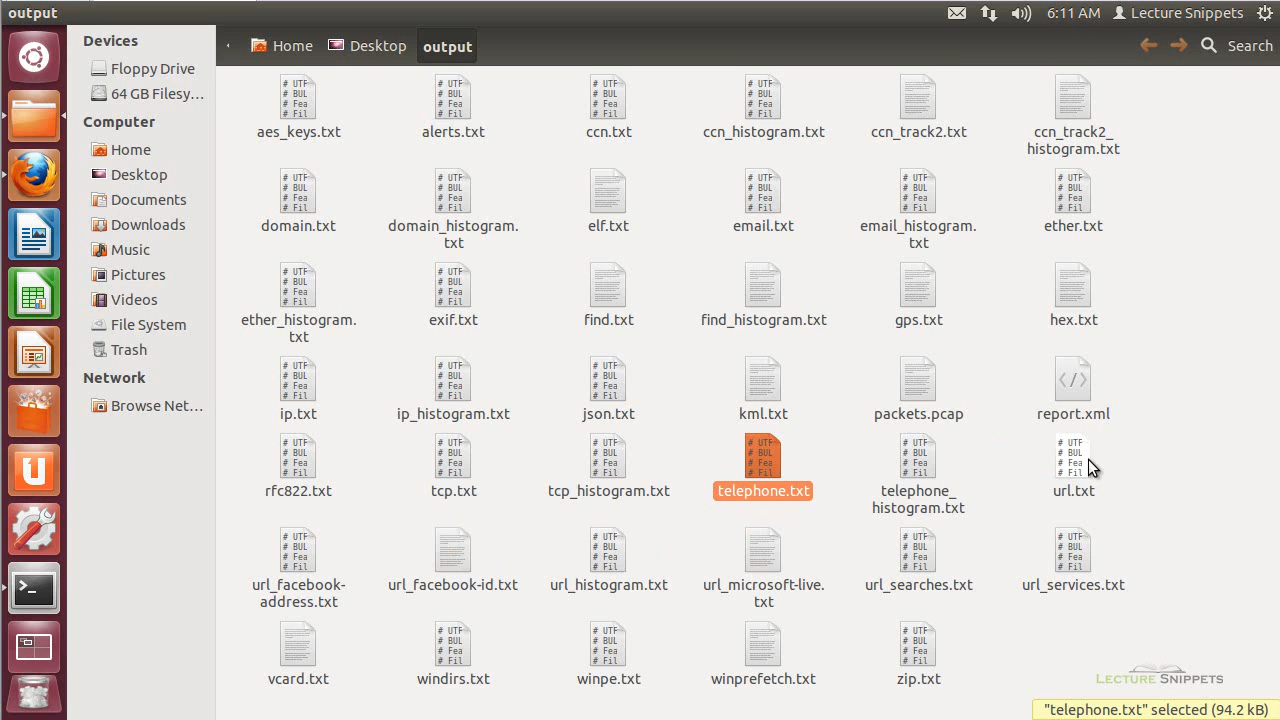 output
6:11 AM Lecture Snippets
Devices
Floppy Drive
64 GB Filesy...
Computer
Home
Desktop
Documents
Downloads
Music
Pictures
Videos
File System
Trash
Network
Browse Net...
Home Desktop output Search
aes_keys.txt alerts.txt ccn.txt ccn_histogram.txt ccn_track2.txt ccn_track2_
histogram.txt
domain.txt domain_histogram. elf.txt email.txt email_histogram. ether.txt
txt txt
ether_histogram. exif.txt find.txt find_histogram.txt gps.txt hex.txt
txt
ip.txt ip_histogram.txt json.txt kml.txt packets.pcap report.xml
rfc822.txt tcp.txt tcp_histogram.txt telephone.txt telephone_ url.txt
histogram.txt
url_facebook- url_facebook-id.txt url_histogram.txt url_microsoft-live. url_searches.txt url_services.txt
address.txt txt
vcard.txt windirs.txt winpe.txt winprefetch.txt zip.txt
LECTURE SNIPPETS
"telephone.txt" selected (94.2 kB)